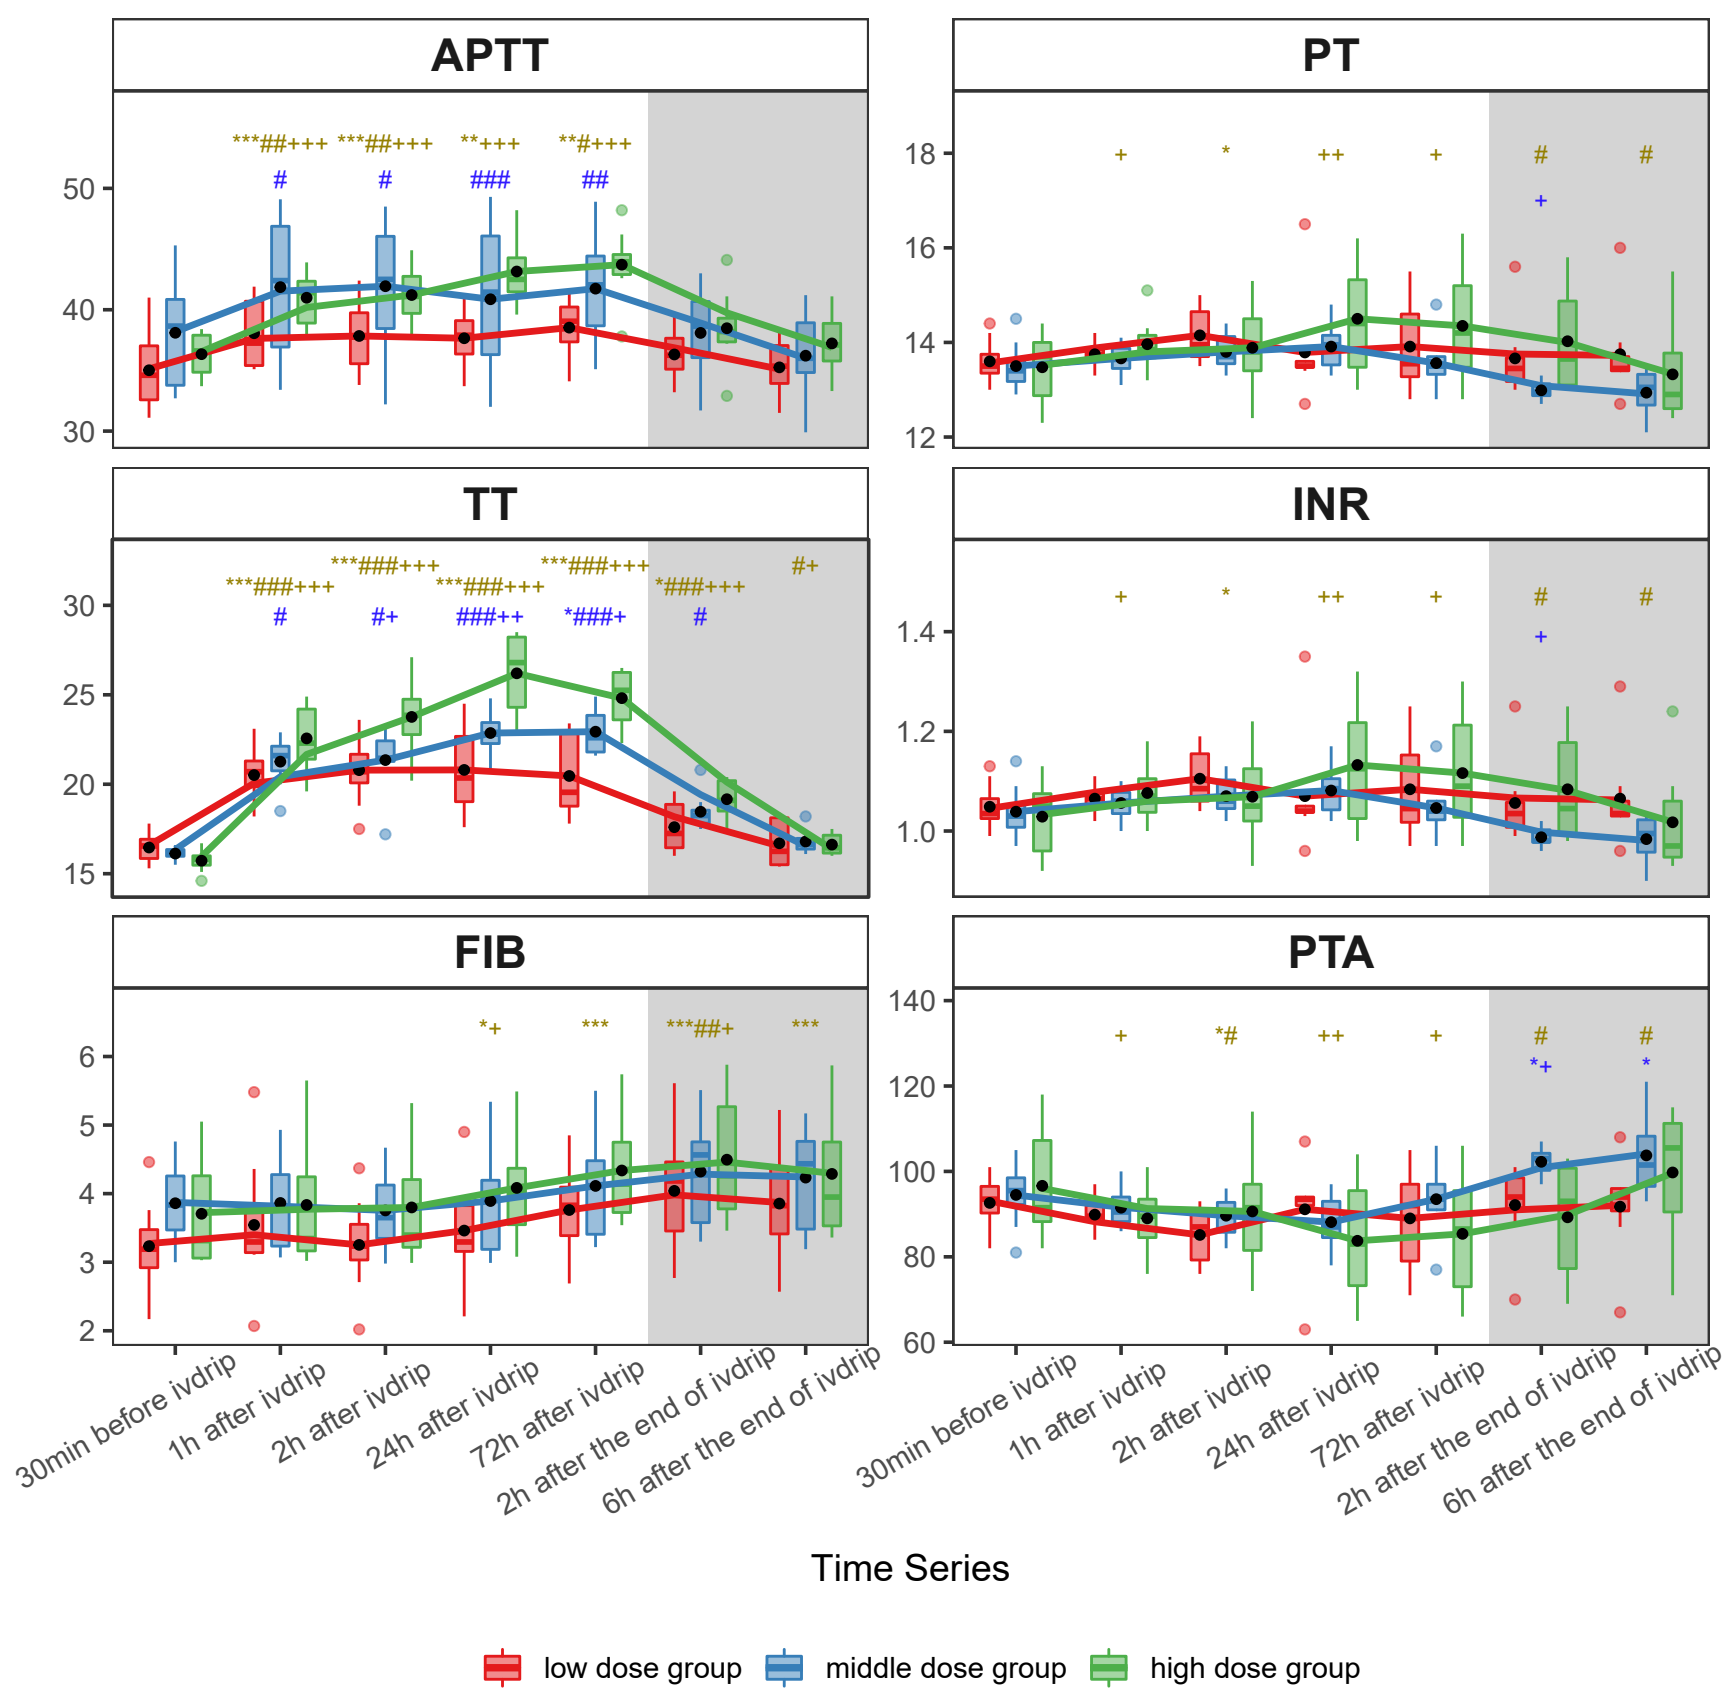 APTT
***##+++ ***##+++ **+++ **#+++
# # ### ##
50
40
30
PT
+ * ++ + # #
+
18
16
14
12
TT
***###+++ ***###+++ #+
***###+++ ***###+++ *###+++
# #+ ###++ *###+ #
30
25
20
15
INR
+ * ++ + # #
+
1.4
1.2
1.0
FIB
*+ *** ***##+ ***
6
5
4
3
2
PTA
+ *# ++ + # #
*+ *
140
120
100
80
60
30min before ivdrip
1h after ivdrip
2h after ivdrip
24h after ivdrip
72h after ivdrip
2h after the end of ivdrip
6h after the end of ivdrip
30min before ivdrip
1h after ivdrip
2h after ivdrip
24h after ivdrip
72h after ivdrip
2h after the end of ivdrip
6h after the end of ivdrip
Time Series
low dose group middle dose group high dose group